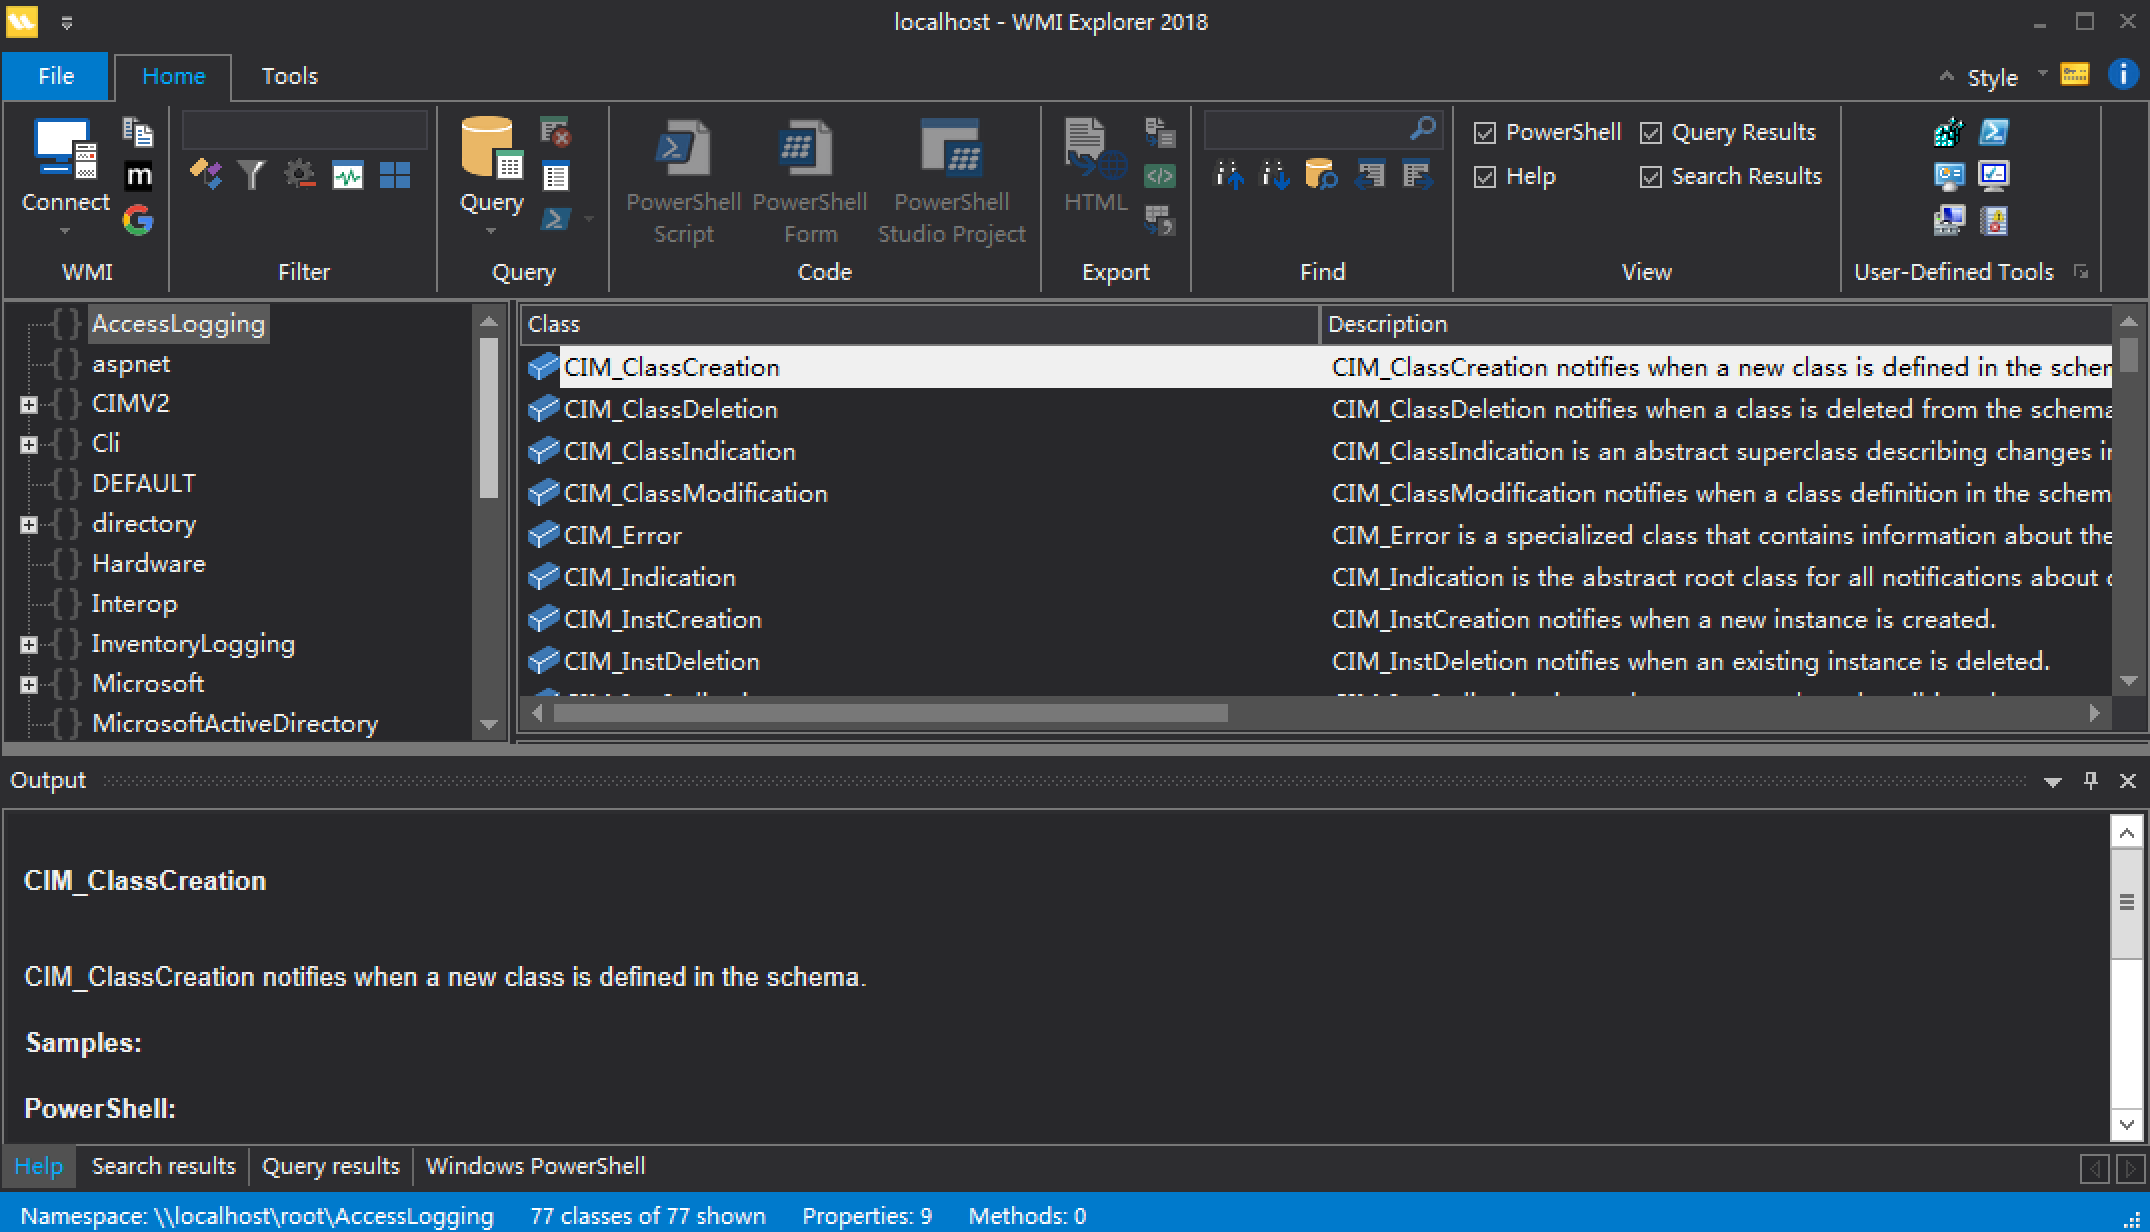 localhost - WMI Explorer 2018
File Home Tools Style
Connect
WMI
Filter
Query
Query
PowerShell Script
PowerShell Form
PowerShell Studio Project
Code
HTML
Export
Find
PowerShell Query Results
Help Search Results
View
User-Defined Tools
AccessLogging
aspnet
CIMV2
Cli
DEFAULT
directory
Hardware
Interop
InventoryLogging
Microsoft
MicrosoftActiveDirectory
Class Description
CIM_ClassCreation CIM_ClassCreation notifies when a new class is defined in the
CIM_ClassDeletion CIM_ClassDeletion notifies when a class is deleted from the schema
CIM_ClassIndication CIM_ClassIndication is an abstract superclass describing changes
CIM_ClassModification CIM_ClassModification notifies when a class definition in the schem
CIM_Error CIM_Error is a specialized class that contains information about the
CIM_Indication CIM_Indication is the abstract root class for all notifications about
CIM_InstCreation CIM_InstCreation notifies when a new instance is created.
CIM_InstDeletion CIM_InstDeletion notifies when an existing instance is deleted.
Output
CIM_ClassCreation
CIM_ClassCreation notifies when a new class is defined in the schema.
Samples:
PowerShell:
Help Search results Query results Windows PowerShell
Namespace: \\localhost\root\AccessLogging 77 classes of 77 shown Properties: 9 Methods: 0